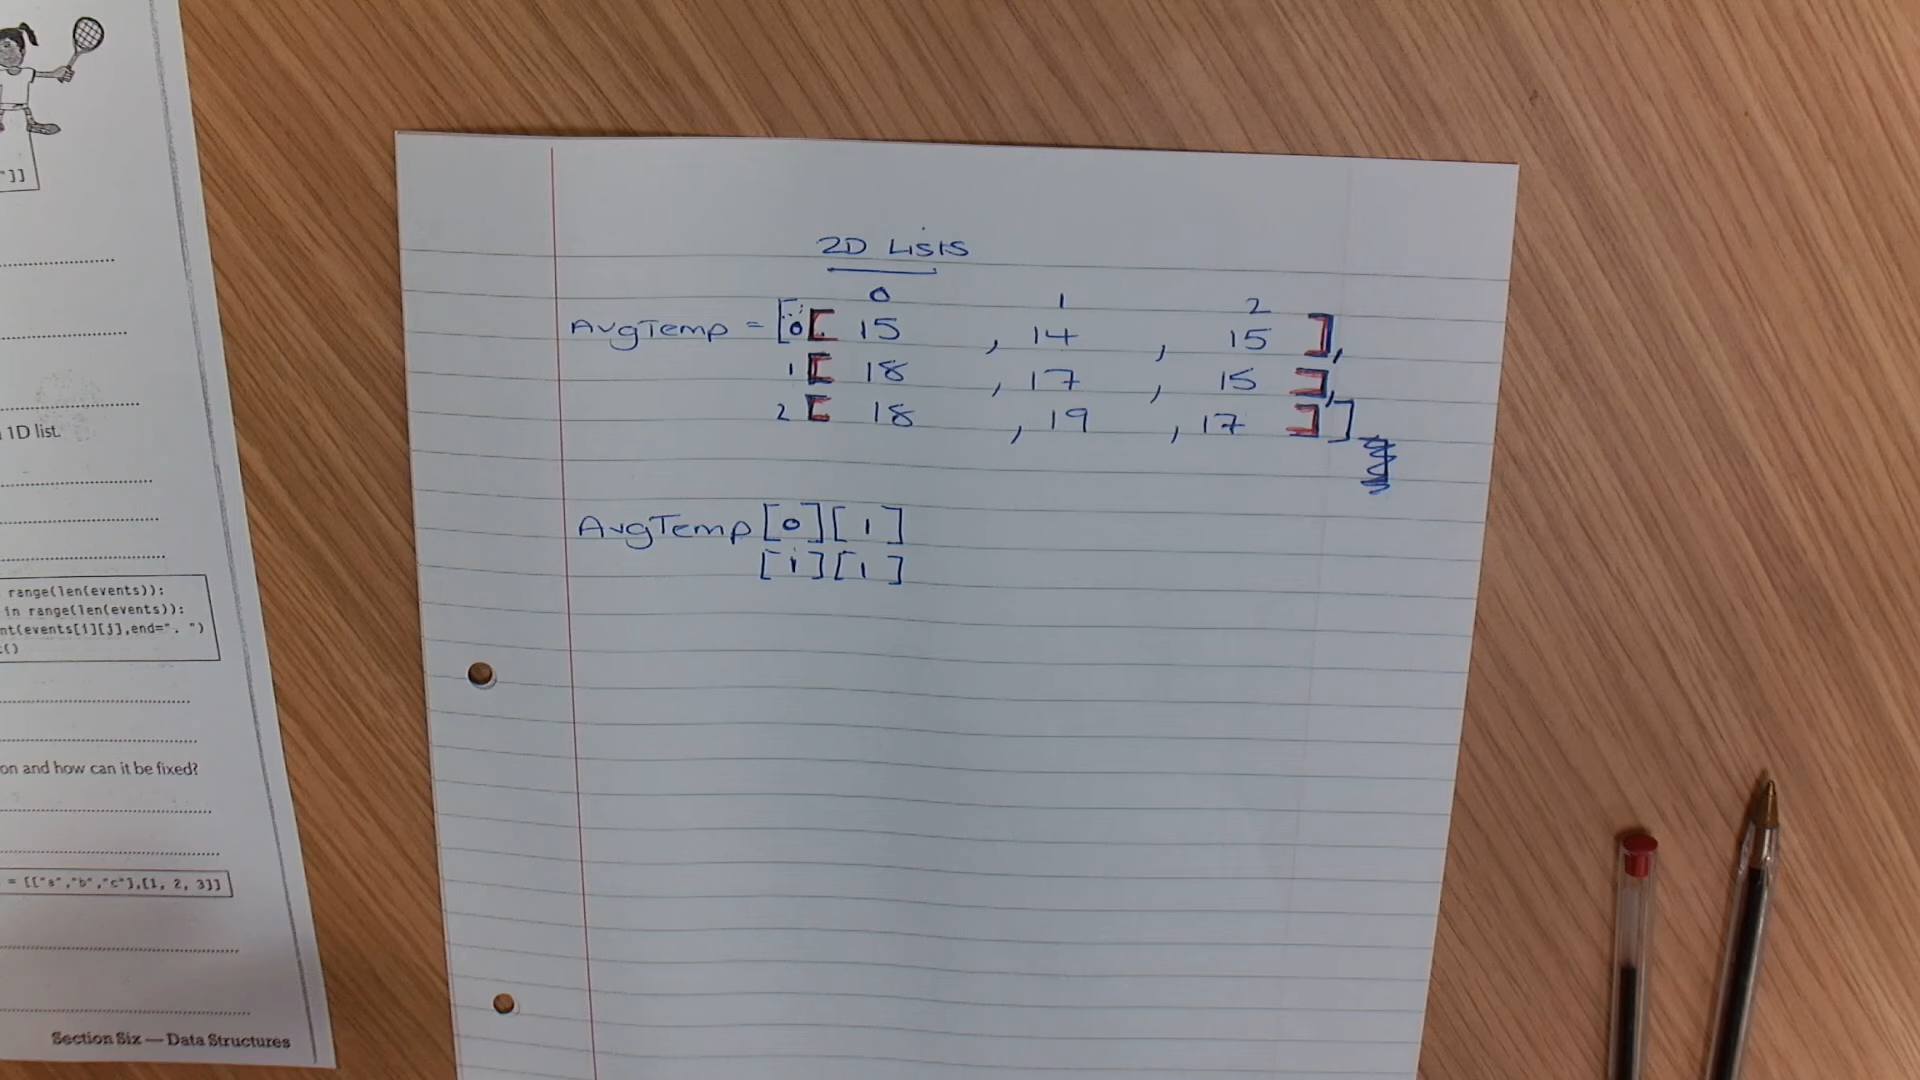 "]]
1D list.
range(len(events)):
in range(len(events)):
nt(events[i][j],end=". ")
()
on and how can it be fixed?
= [["a","b","c"],[1, 2, 3]]
Section Six — Data Structures
2D Lists
0 1 2
AvgTemp = [0[ 15 , 14 , 15 ],
1[ 18 , 17 , 15 ],
2[ 18 , 19 , 17 ]]
AvgTemp[0][1]
[i][1]